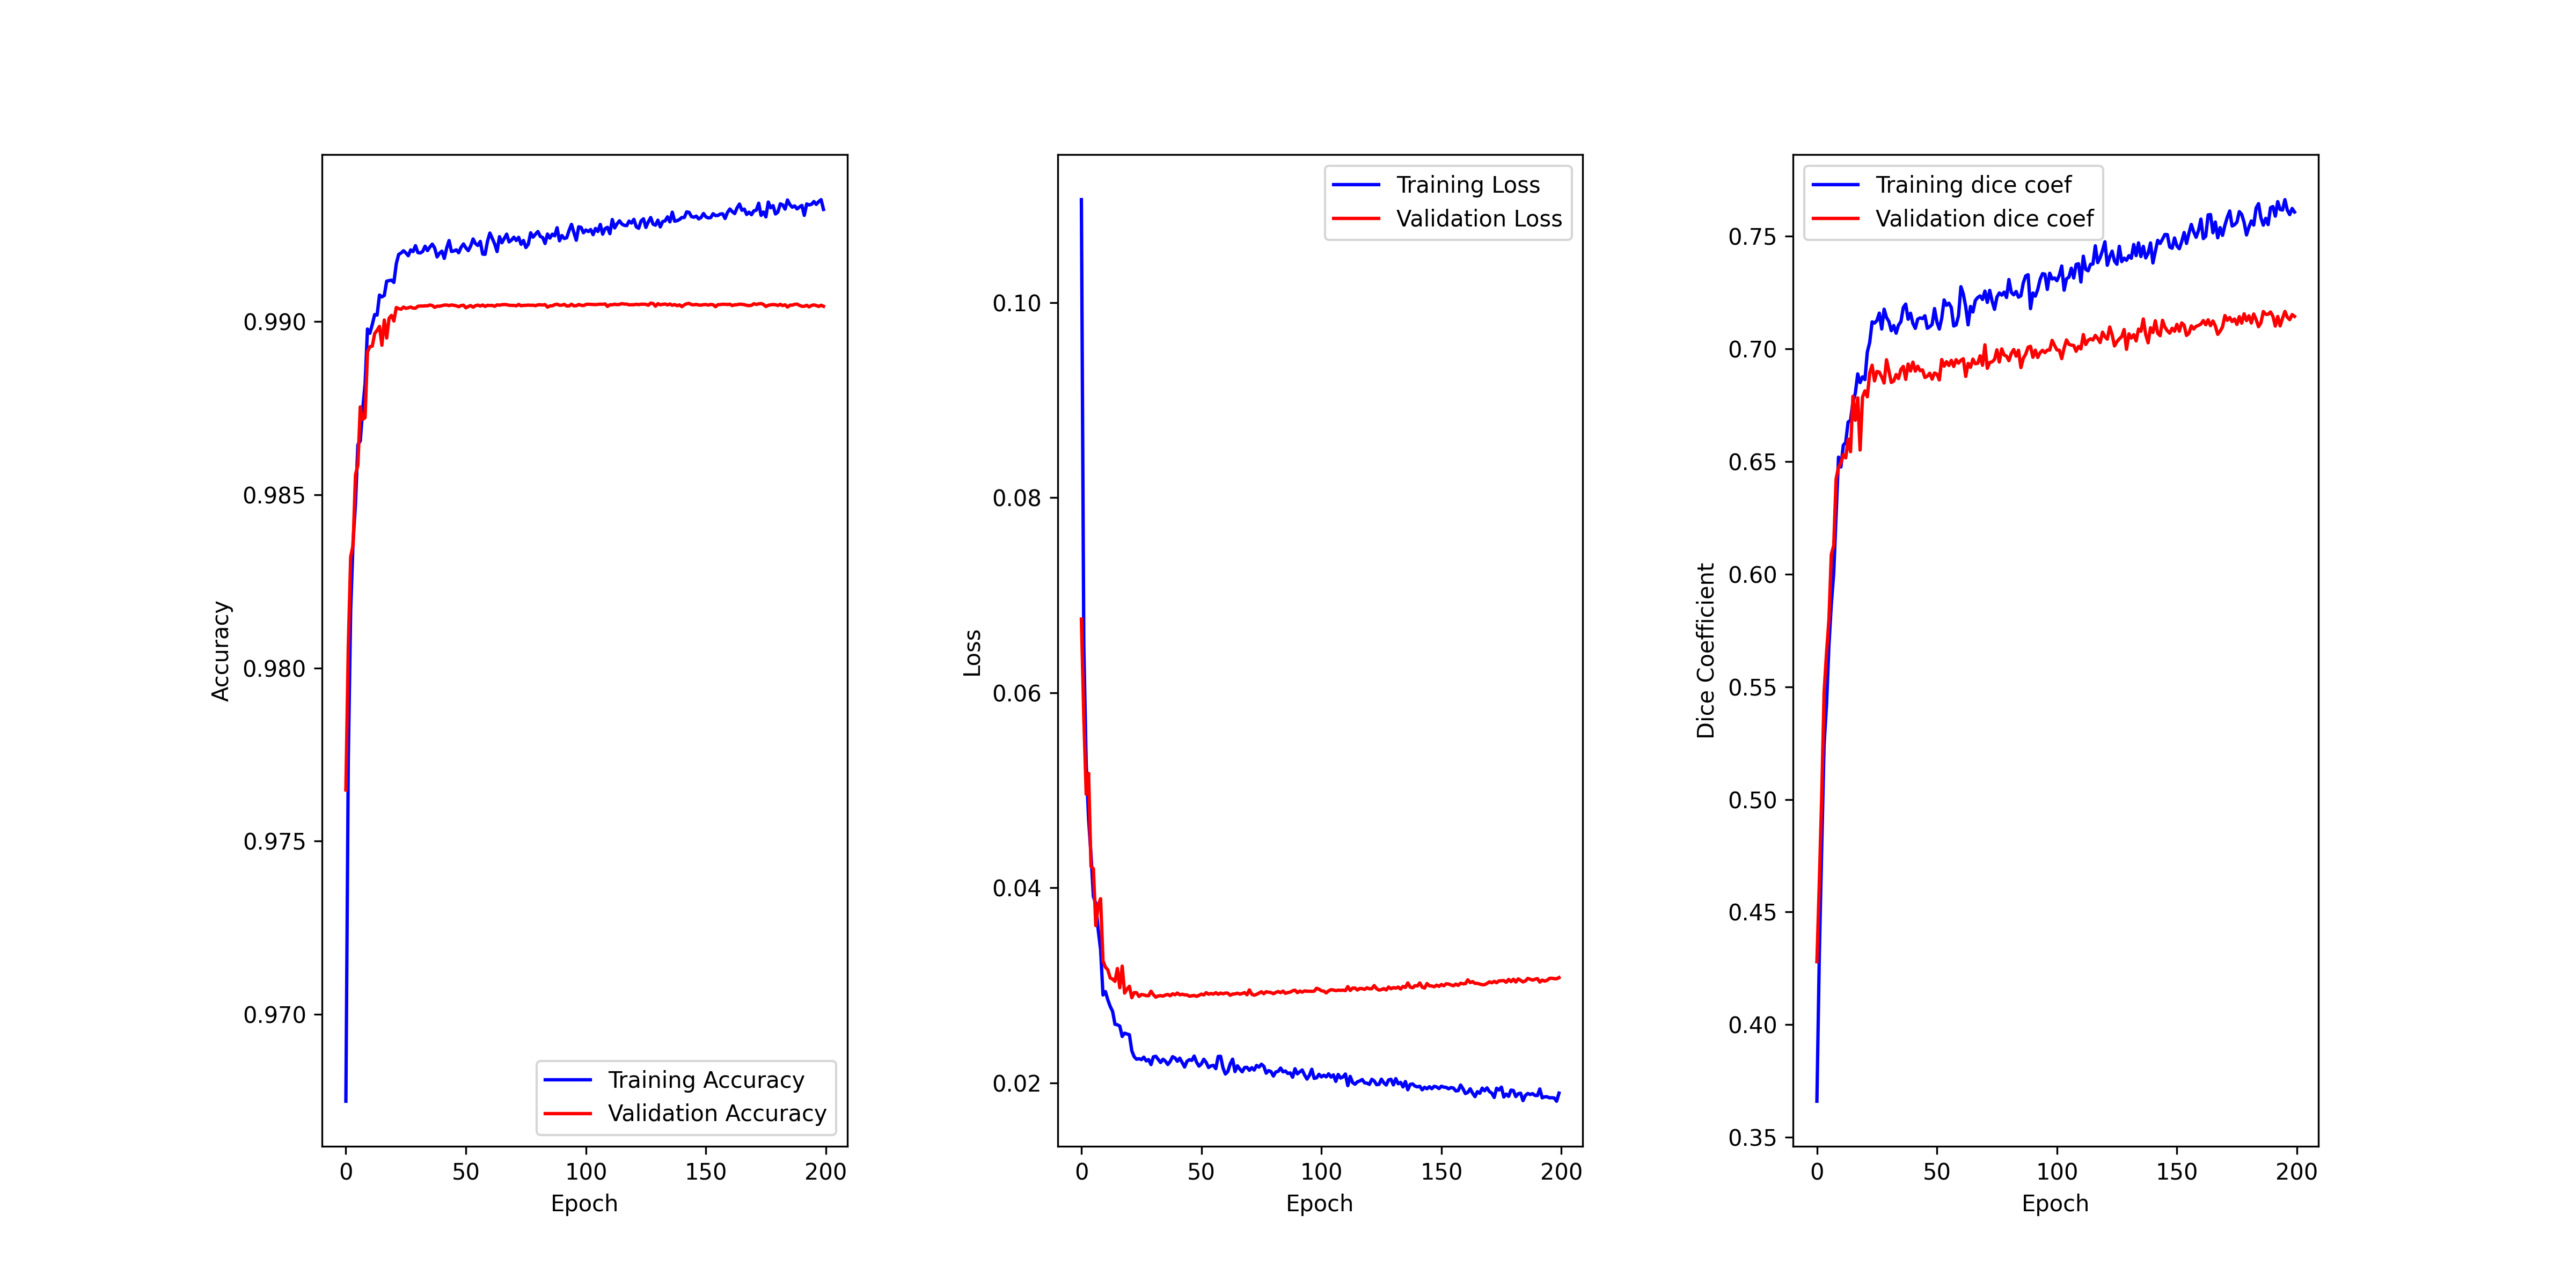 Accuracy
0.990
0.985
0.980
0.975
0.970
Training Accuracy
Validation Accuracy
0 50 100 150 200
Epoch
Training Loss
Validation Loss
Loss
0.10
0.08
0.06
0.04
0.02
0 50 100 150 200
Epoch
Training dice coef
Validation dice coef
Dice Coefficient
0.75
0.70
0.65
0.60
0.55
0.50
0.45
0.40
0.35
0 50 100 150 200
Epoch